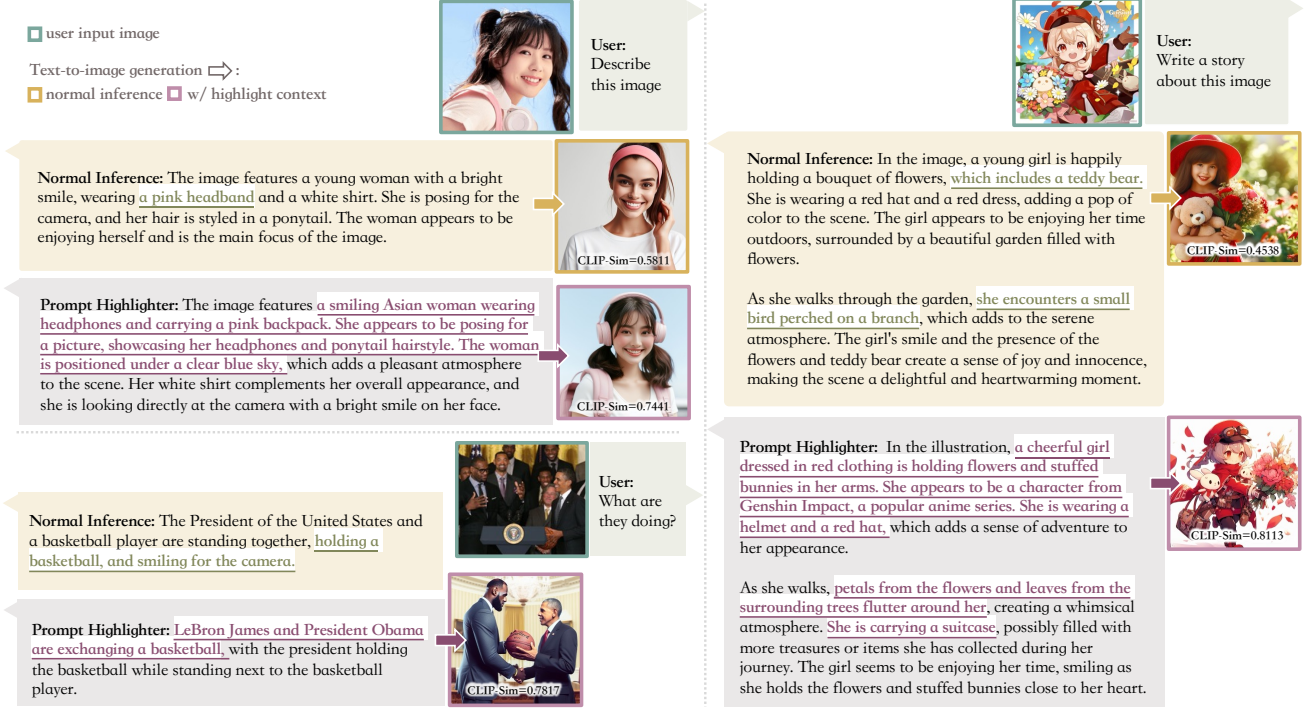 user input image
Text-to-image generation :
normal inference w/ highlight context
User:
Describe
this image
Normal Inference: The image features a young woman with a bright
smile, wearing a pink headband and a white shirt. She is posing for the
camera, and her hair is styled in a ponytail. The woman appears to be
enjoying herself and is the main focus of the image.
CLIP-Sim=0.5811
Prompt Highlighter: The image features a smiling Asian woman wearing
headphones and carrying a pink backpack. She appears to be posing for
a picture, showcasing her headphones and ponytail hairstyle. The woman
is positioned under a clear blue sky, which adds a pleasant atmosphere
to the scene. Her white shirt complements her overall appearance, and
she is looking directly at the camera with a bright smile on her face.
CLIP-Sim=0.7441
User:
What are
they doing?
Normal Inference: The President of the United States and
a basketball player are standing together, holding a
basketball, and smiling for the camera.
Prompt Highlighter: LeBron James and President Obama
are exchanging a basketball, with the president holding
the basketball while standing next to the basketball
player.
CLIP-Sim=0.7817
User:
Write a story
about this image
Normal Inference: In the image, a young girl is happily
holding a bouquet of flowers, which includes a teddy bear.
She is wearing a red hat and a red dress, adding a pop of
color to the scene. The girl appears to be enjoying her time
outdoors, surrounded by a beautiful garden filled with
flowers.
As she walks through the garden, she encounters a small
bird perched on a branch, which adds to the serene
atmosphere. The girl's smile and the presence of the
flowers and teddy bear create a sense of joy and innocence,
making the scene a delightful and heartwarming moment.
CLIP-Sim=0.4538
Prompt Highlighter: In the illustration, a cheerful girl
dressed in red clothing is holding flowers and stuffed
bunnies in her arms. She appears to be a character from
Genshin Impact, a popular anime series. She is wearing a
helmet and a red hat, which adds a sense of adventure to
her appearance.
As she walks, petals from the flowers and leaves from the
surrounding trees flutter around her, creating a whimsical
atmosphere. She is carrying a suitcase, possibly filled with
more treasures or items she has collected during her
journey. The girl seems to be enjoying her time, smiling as
she holds the flowers and stuffed bunnies close to her heart.
CLIP-Sim=0.8113